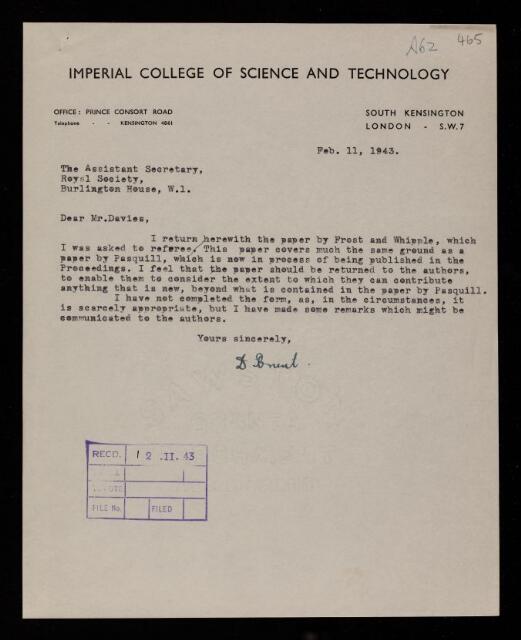 A62 465
IMPERIAL COLLEGE OF SCIENCE AND TECHNOLOGY
OFFICE: PRINCE CONSORT ROAD
Telephone - - KENSINGTON 4861
SOUTH KENSINGTON
LONDON - S.W.7
Feb. 11, 1943.
The Assistant Secretary,
Royal Society,
Burlington House, W.1.
Dear Mr.Davies,
I return herewith the paper by Frost and Whipple, which
I was asked to referee. This paper covers much the same ground as a
paper by Pasquill, which is now in process of being published in the
Proceedings. I feel that the paper should be returned to the authors,
to enable them to consider the extent to which they can contribute
anything that is new, beyond what is contained in the paper by Pasquill.
I have not completed the form, as, in the circumstances, it
is scarcely appropriate, but I have made some remarks which might be
communicated to the authors.
Yours sincerely,
D Brunt.
RECD. 12 .II. 43
FILE No. FILED